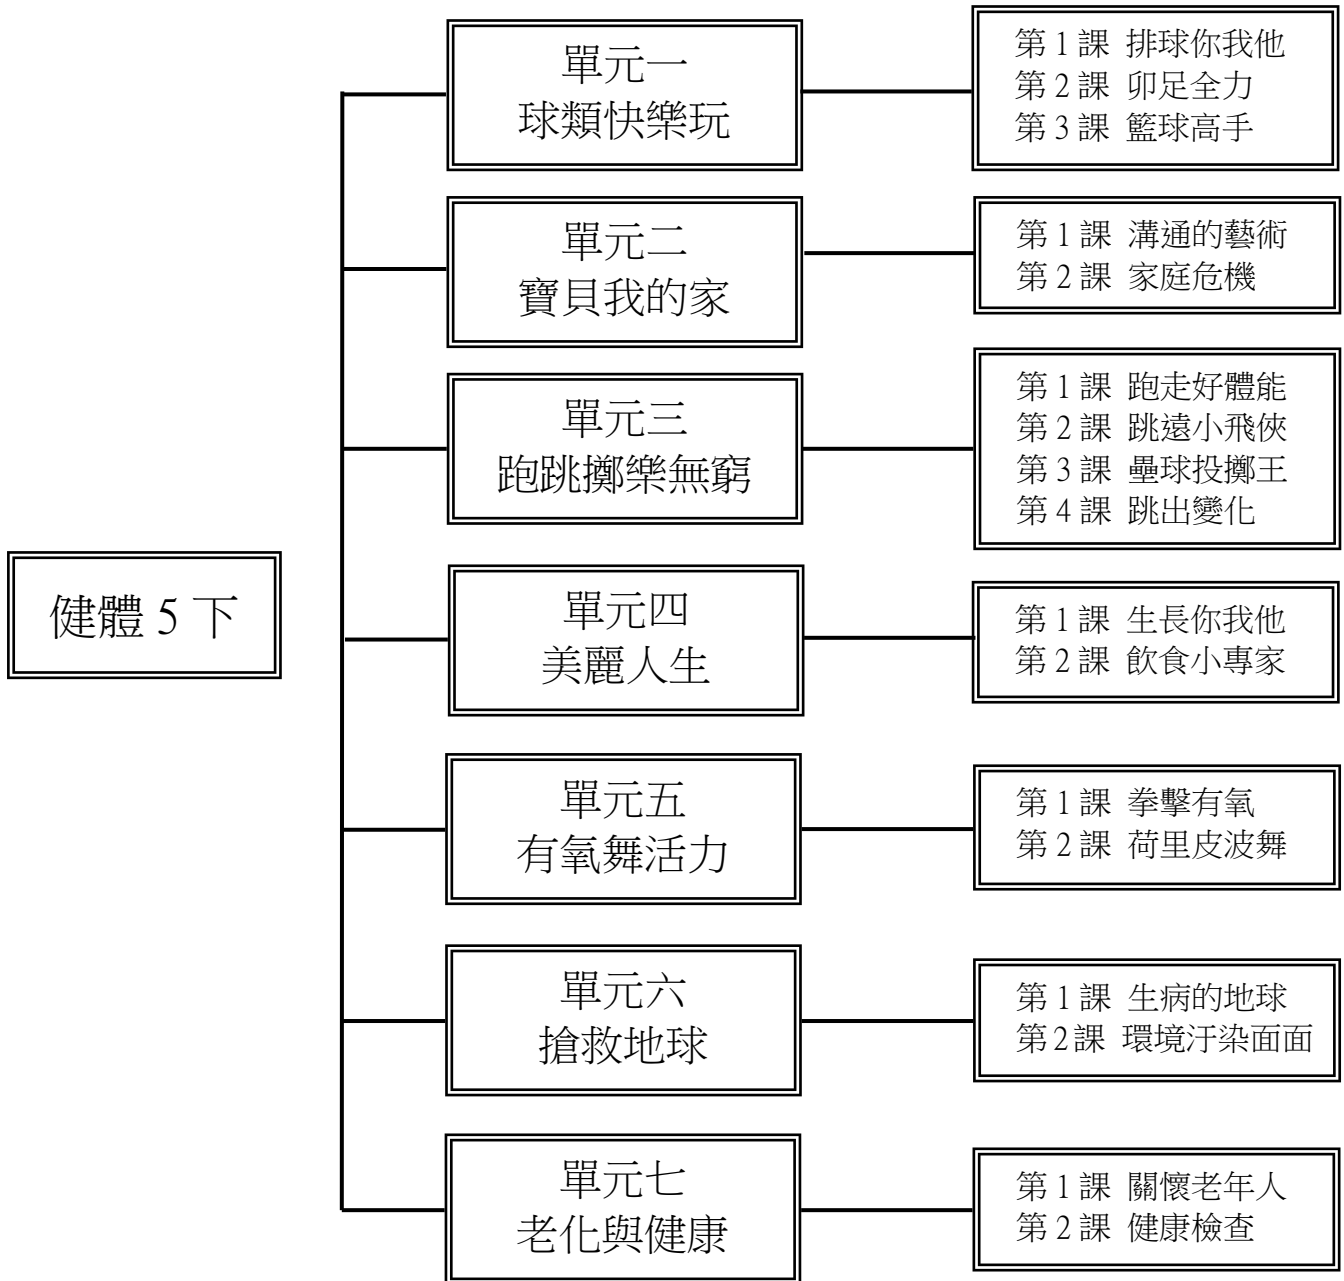 健體 5 下
單元一
球類快樂玩
第 1 課 排球你我他
第 2 課 卯足全力
第 3 課 籃球高手
單元二
寶貝我的家
第 1 課 溝通的藝術
第 2 課 家庭危機
單元三
跑跳擲樂無窮
第 1 課 跑走好體能
第 2 課 跳遠小飛俠
第 3 課 壘球投擲王
第 4 課 跳出變化
單元四
美麗人生
第 1 課 生長你我他
第 2 課 飲食小專家
單元五
有氧舞活力
第 1 課 拳擊有氧
第 2 課 荷里皮波舞
單元六
搶救地球
第 1 課 生病的地球
第 2 課 環境汙染面面
單元七
老化與健康
第 1 課 關懷老年人
第 2 課 健康檢查